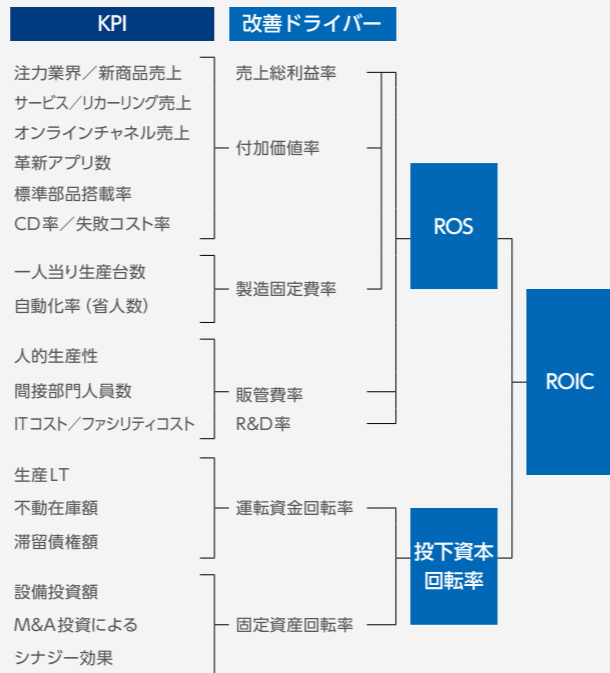 KPI
改善ドライバー
注力業界／新商品売上
サービス／リカーリング売上
オンラインチャネル売上
革新アプリ数
標準部品搭載率
CD率／失敗コスト率
売上総利益率
付加価値率
一人当り生産台数
自動化率（省人数）
製造固定費率
人的生産性
間接部門人員数
ITコスト／ファシリティコスト
販管費率
R&D率
生産LT
不動在庫額
滞留債権額
運転資金回転率
設備投資額
M&A投資による
シナジー効果
固定資産回転率
ROS
投下資本
回転率
ROIC